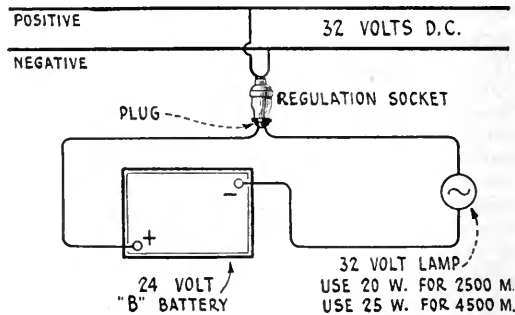 POSITIVE
32 VOLTS D.C.
NEGATIVE
REGULATION SOCKET
PLUG
-
+
24 VOLT
"B" BATTERY
32 VOLT LAMP
USE 20 W. FOR 2500 M.
USE 25 W. FOR 4500 M.